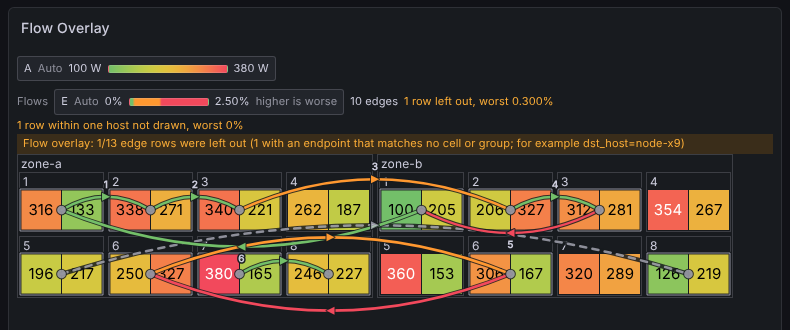 Flow Overlay
A Auto 100 W 380 W
Flows E Auto 0% 2.50% higher is worse 10 edges 1 row left out, worst 0.300%
1 row within one host not drawn, worst 0%
Flow overlay: 1/13 edge rows were left out (1 with an endpoint that matches no cell or group; for example dst_host=node-x9)
zone-a 3 zone-b
1 2 3 4 1 2 3 4
1 2 4
316 133 338 271 340 221 262 187 100 205 206 327 312 281 354 267
5 6 7 8 5 6 5 7 8
6
196 217 250 327 380 165 246 227 360 153 306 167 320 289 126 219